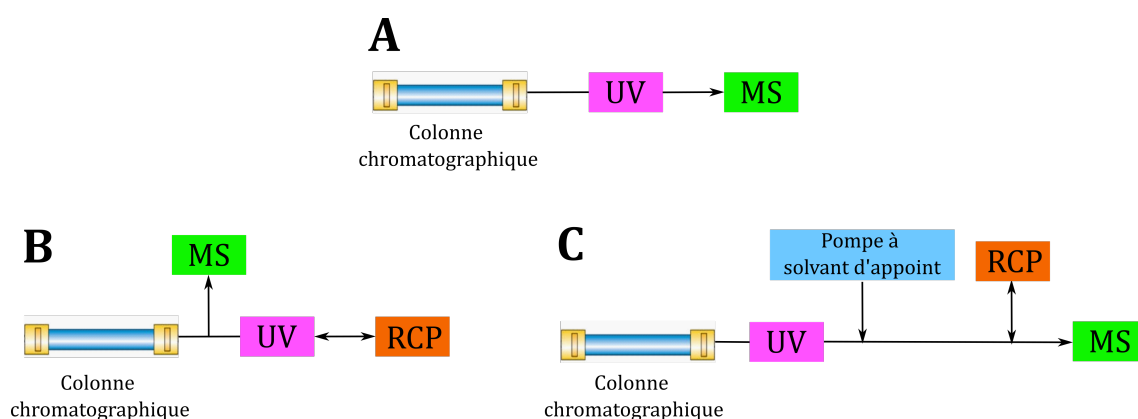 A
UV
MS
Colonne
chromatographique
B
MS
UV
RCP
Colonne
chromatographique
C
Pompe à
solvant d'appoint
RCP
UV
MS
Colonne
chromatographique